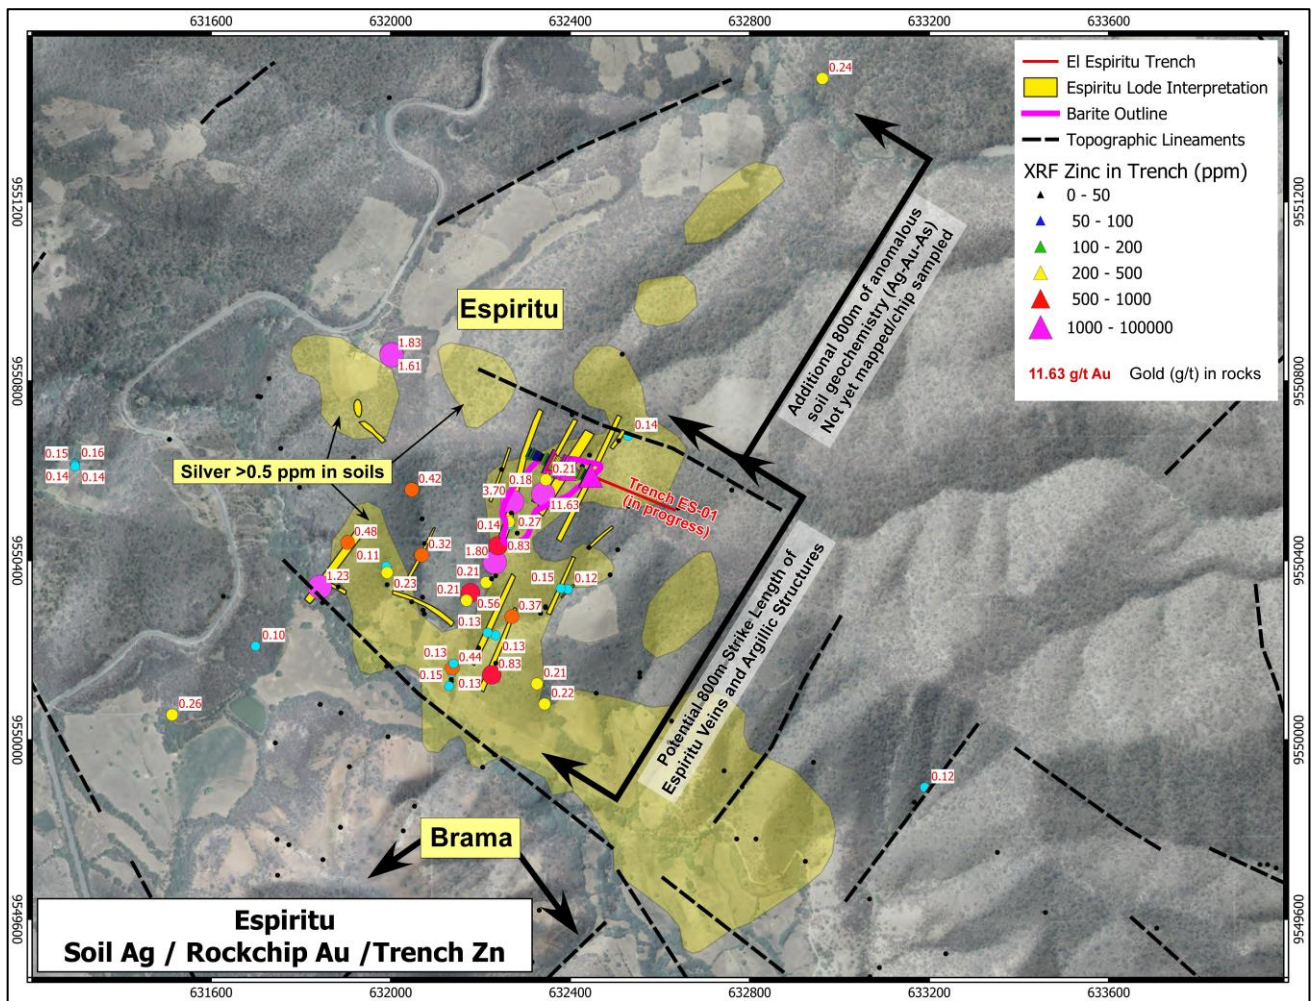 631600
632000
632400
632800
633200
633600
El Espiritu Trench
Espiritu Lode Interpretation
Barite Outline
Topographic Lineaments
XRF Zinc in Trench (ppm)
0 - 50
50 - 100
100 - 200
200 - 500
500 - 1000
1000 - 100000
11.63 g/t Au Gold (g/t) in rocks
0.24
9551200
9551200
Additional 800m of anomalous
soil geochemistry (Ag-Au-As)
Not yet mapped/chip sampled
Espiritu
1.83
1.61
9550800
9550800
0.14
0.15
0.16
0.14
0.14
Silver >0.5 ppm in soils
0.42
0.18
0.21
3.70
11.63
Trench ES-01
(in progress)
0.14
0.27
0.48
0.32
1.80
0.83
0.11
0.23
1.23
9550400
9550400
0.21
0.15
0.12
0.21
0.56
0.37
0.13
0.13
0.10
0.13
0.44
0.83
0.15
0.13
0.21
0.22
0.26
Potential 800m Strike Length of
Espiritu Veins and Argillic Structures
9550000
9550000
0.12
Brama
9549600
9549600
Espiritu
Soil Ag / Rockchip Au /Trench Zn
631600
632000
632400
632800
633200
633600